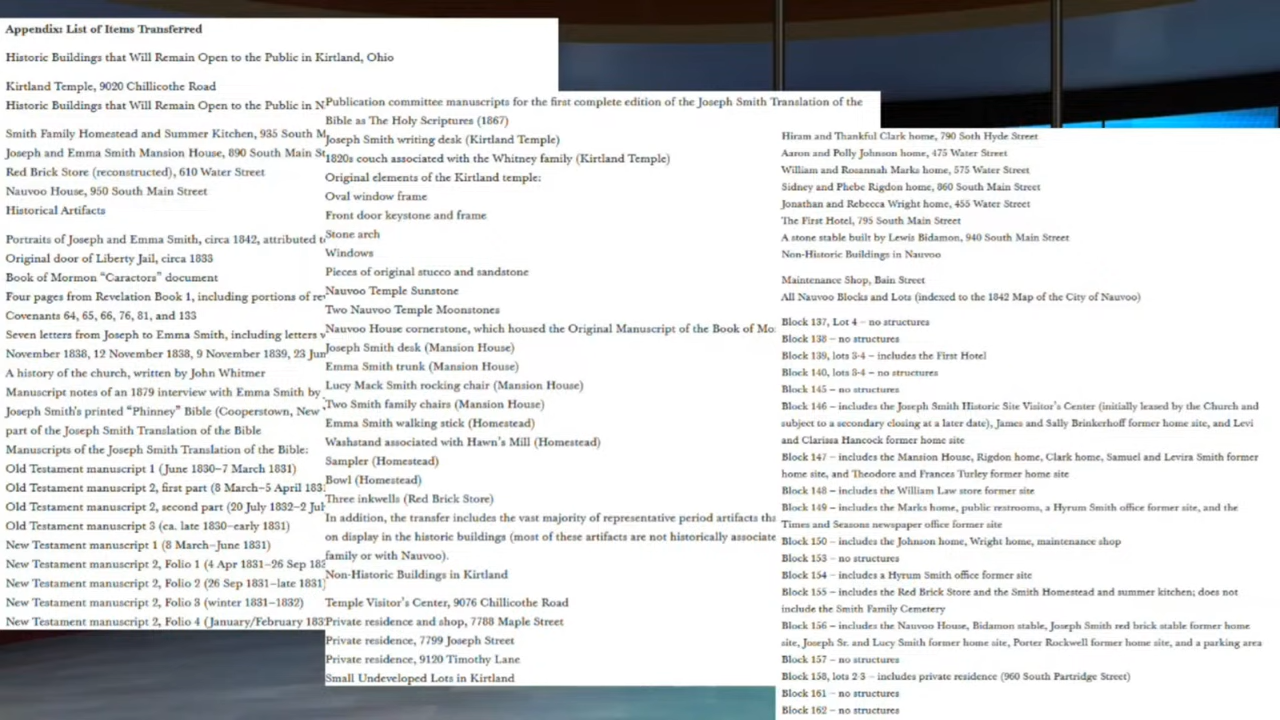 Appendix: List of Items Transferred
Historic Buildings that Will Remain Open to the Public in Kirtland, Ohio
Kirtland Temple, 9020 Chillicothe Road
Historic Buildings that Will Remain Open to the Public in
Smith Family Homestead and Summer Kitchen, 935 South
Joseph and Emma Smith Mansion House, 890 South Main
Red Brick Store (reconstructed), 610 Water Street
Nauvoo House, 950 South Main Street
Historical Artifacts
Portraits of Joseph and Emma Smith, circa 1842, attributed
Original door of Liberty Jail, circa 1833
Book of Mormon “Caractors” document
Four pages from Revelation Book 1, including portions of
Covenants 64, 65, 66, 76, 81, and 133
Seven letters from Joseph to Emma Smith, including letters
November 1838, 12 November 1838, 9 November 1839, 23
A history of the church, written by John Whitmer
Manuscript notes of an 1879 interview with Emma Smith by
Joseph Smith's printed “Phinney” Bible (Cooperstown, New
part of the Joseph Smith Translation of the Bible
Manuscripts of the Joseph Smith Translation of the Bible:
Old Testament manuscript 1 (June 1830–7 March 1831)
Old Testament manuscript 2, first part (8 March–5 April
Old Testament manuscript 2, second part (20 July 1832–2
Old Testament manuscript 3 (ca. late 1830–early 1831)
New Testament manuscript 1 (8 March–June 1831)
New Testament manuscript 2, Folio 1 (4 Apr 1831–26 Sep
New Testament manuscript 2, Folio 2 (26 Sep 1831–late 1831)
New Testament manuscript 2, Folio 3 (winter 1831–1832)
New Testament manuscript 2, Folio 4 (January/February
Publication committee manuscripts for the first complete edition of the Joseph Smith Translation of the
Bible as The Holy Scriptures (1867)
Joseph Smith writing desk (Kirtland Temple)
1820s couch associated with the Whitney family (Kirtland Temple)
Original elements of the Kirtland temple:
Oval window frame
Front door keystone and frame
Stone arch
Windows
Pieces of original stucco and sandstone
Nauvoo Temple Sunstone
Two Nauvoo Temple Moonstones
Nauvoo House cornerstone, which housed the Original Manuscript of the Book of
Joseph Smith desk (Mansion House)
Emma Smith trunk (Mansion House)
Lucy Mack Smith rocking chair (Mansion House)
Two Smith family chairs (Mansion House)
Emma Smith walking stick (Homestead)
Washstand associated with Hawn's Mill (Homestead)
Sampler (Homestead)
Bowl (Homestead)
Three inkwells (Red Brick Store)
In addition, the transfer includes the vast majority of representative period artifacts
on display in the historic buildings (most of these artifacts are not historically
family or with Nauvoo).
Non-Historic Buildings in Kirtland
Temple Visitor's Center, 9076 Chillicothe Road
Private residence and shop, 7788 Maple Street
Private residence, 7799 Joseph Street
Private residence, 9120 Timothy Lane
Small Undeveloped Lots in Kirtland
Hiram and Thankful Clark home, 790 Soth Hyde Street
Aaron and Polly Johnson home, 475 Water Street
William and Rosannah Marks home, 575 Water Street
Sidney and Phebe Rigdon home, 860 South Main Street
Jonathan and Rebecca Wright home, 455 Water Street
The First Hotel, 795 South Main Street
A stone stable built by Lewis Bidamon, 940 South Main Street
Non-Historic Buildings in Nauvoo
Maintenance Shop, Bain Street
All Nauvoo Blocks and Lots (indexed to the 1842 Map of the City of Nauvoo)
Block 137, Lot 4 – no structures
Block 138 – no structures
Block 139, lots 3-4 – includes the First Hotel
Block 140, lots 3-4 – no structures
Block 145 – no structures
Block 146 – includes the Joseph Smith Historic Site Visitor's Center (initially leased by the Church and
subject to a secondary closing at a later date), James and Sally Brinkerhoff former home site, and Levi
and Clarissa Hancock former home site
Block 147 – includes the Mansion House, Rigdon home, Clark home, Samuel and Levira Smith former
home site, and Theodore and Frances Turley former home site
Block 148 – includes the William Law store former site
Block 149 – includes the Marks home, public restrooms, a Hyrum Smith office former site, and the
Times and Seasons newspaper office former site
Block 150 – includes the Johnson home, Wright home, maintenance shop
Block 153 – no structures
Block 154 – includes a Hyrum Smith office former site
Block 155 – includes the Red Brick Store and the Smith Homestead and summer kitchen; does not
include the Smith Family Cemetery
Block 156 – includes the Nauvoo House, Bidamon stable, Joseph Smith red brick stable former home
site, Joseph Sr. and Lucy Smith former home site, Porter Rockwell former home site, and a parking area
Block 157 – no structures
Block 158, lots 2-3 – includes private residence (960 South Partridge Street)
Block 161 – no structures
Block 162 – no structures